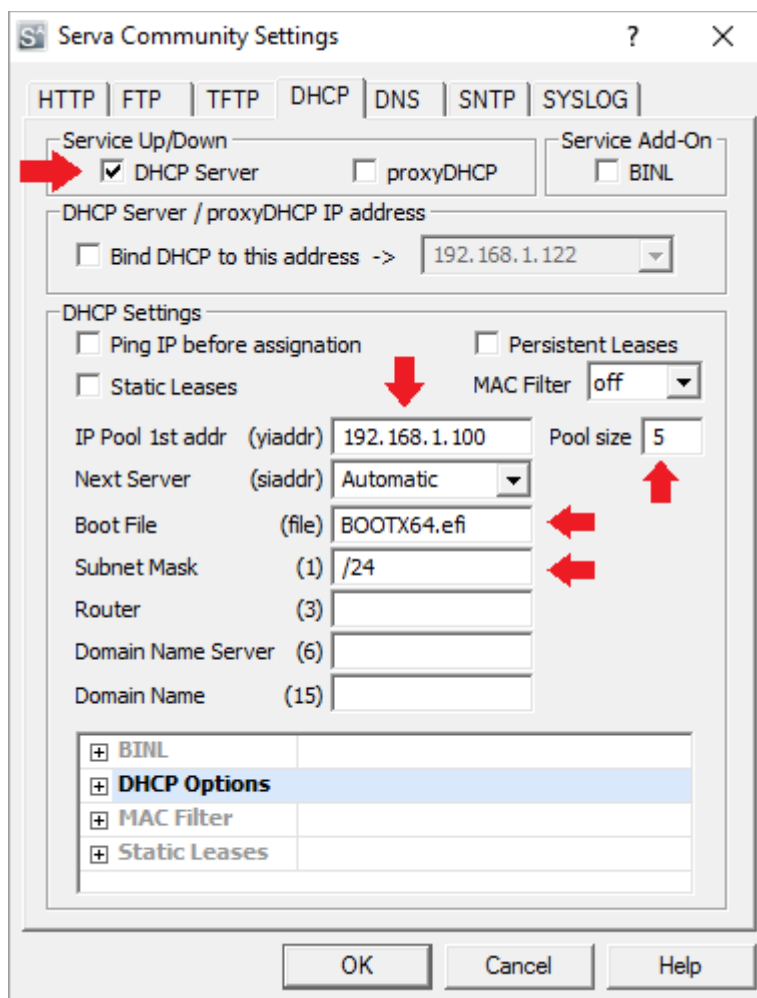 Serva Community Settings ? ×
HTTP FTP TFTP DHCP DNS SNTP SYSLOG
Service Up/Down Service Add-On
DHCP Server proxyDHCP BINL
DHCP Server / proxyDHCP IP address
Bind DHCP to this address -> 192.168.1.122
DHCP Settings
Ping IP before assignation Persistent Leases
Static Leases MAC Filter off
IP Pool 1st addr (yiaddr) 192.168.1.100 Pool size 5
Next Server (siaddr) Automatic
Boot File (file) BOOTX64.efi
Subnet Mask (1) /24
Router (3)
Domain Name Server (6)
Domain Name (15)
BINL
DHCP Options
MAC Filter
Static Leases
OK Cancel Help